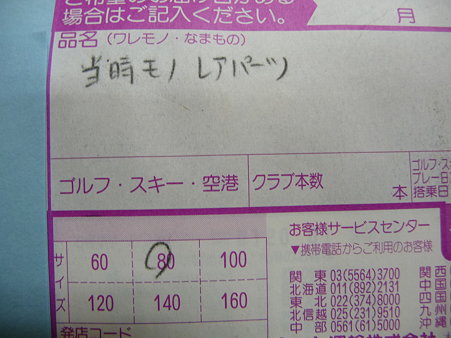 場合はご記入ください。
月
品名(ワレモノ・なまもの)
当時モノ レアパーツ
ゴルフ・スキー・空港
クラブ本数
本
ゴルフ・ス
プレー日
搭乗日
お客様サービスセンター
▼携帯電話からご利用のお客様
サイズ
60 80 100
120 140 160
関東 03(5564)3700 関西
北海道 011(892)2131 中国
東北 022(374)8000 四国
北信越 025(231)9510 九州
中部 0561(61)5000 沖縄
発店コード